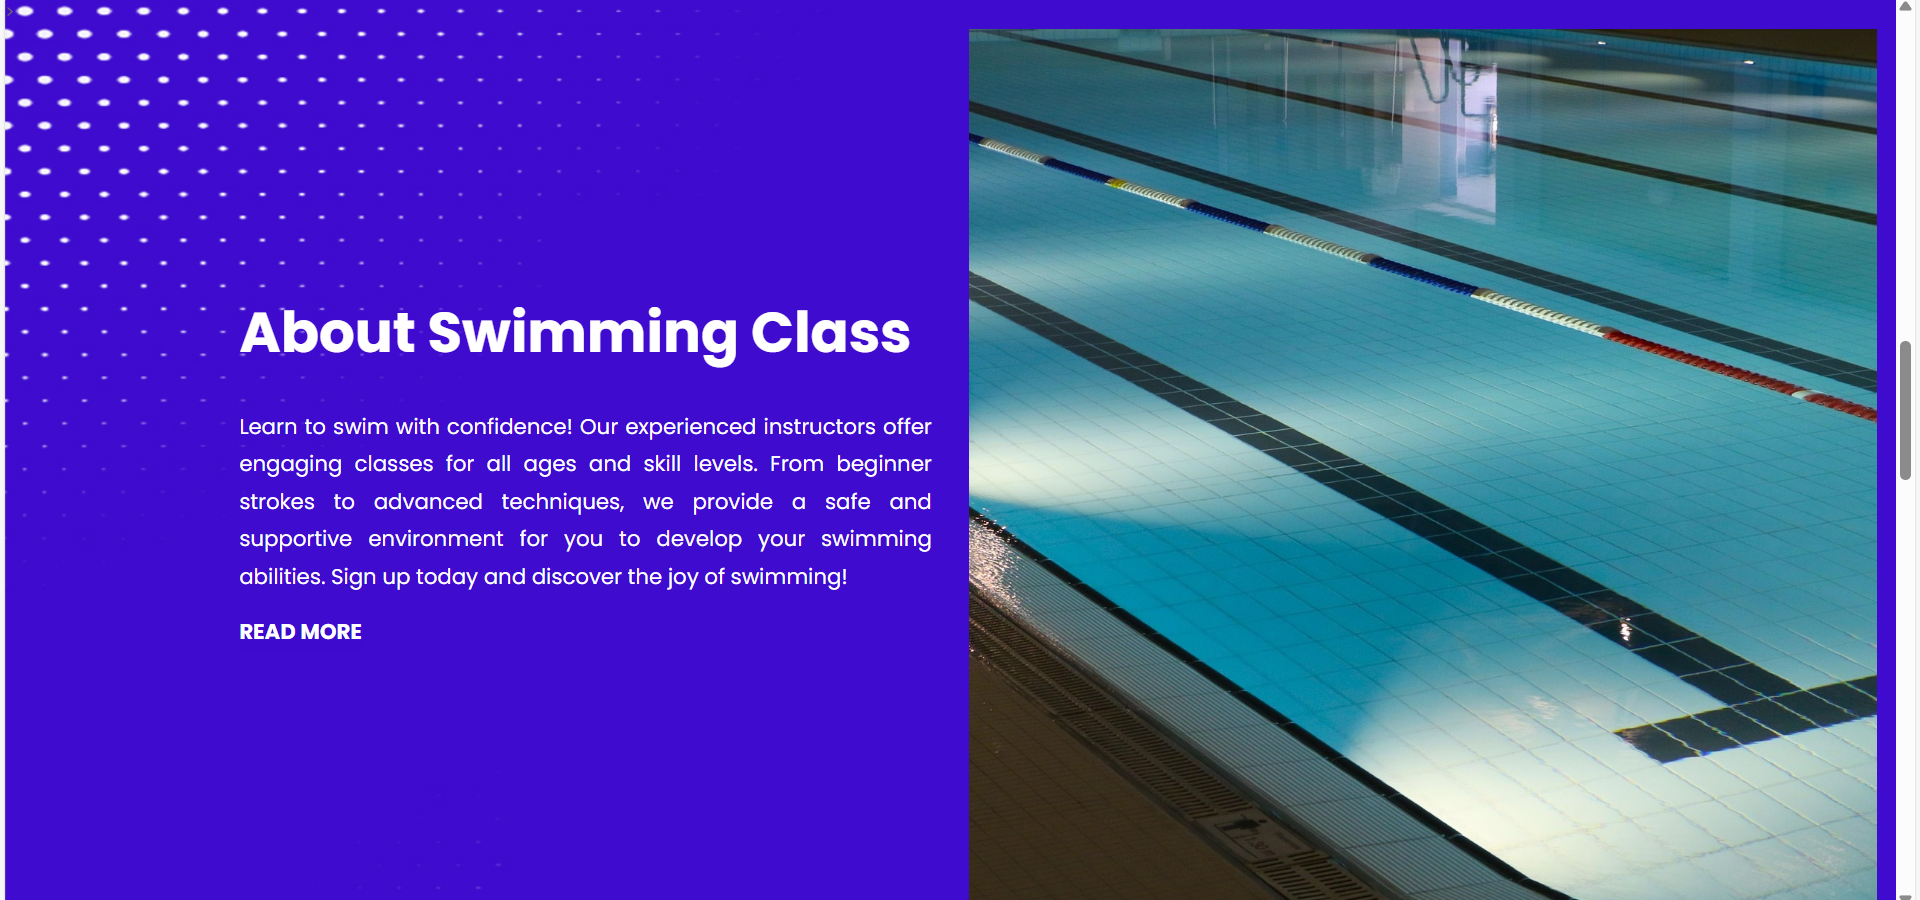 About Swimming Class
Learn to swim with confidence! Our experienced instructors offer
engaging classes for all ages and skill levels. From beginner
strokes to advanced techniques, we provide a safe and
supportive environment for you to develop your swimming
abilities. Sign up today and discover the joy of swimming!
READ MORE